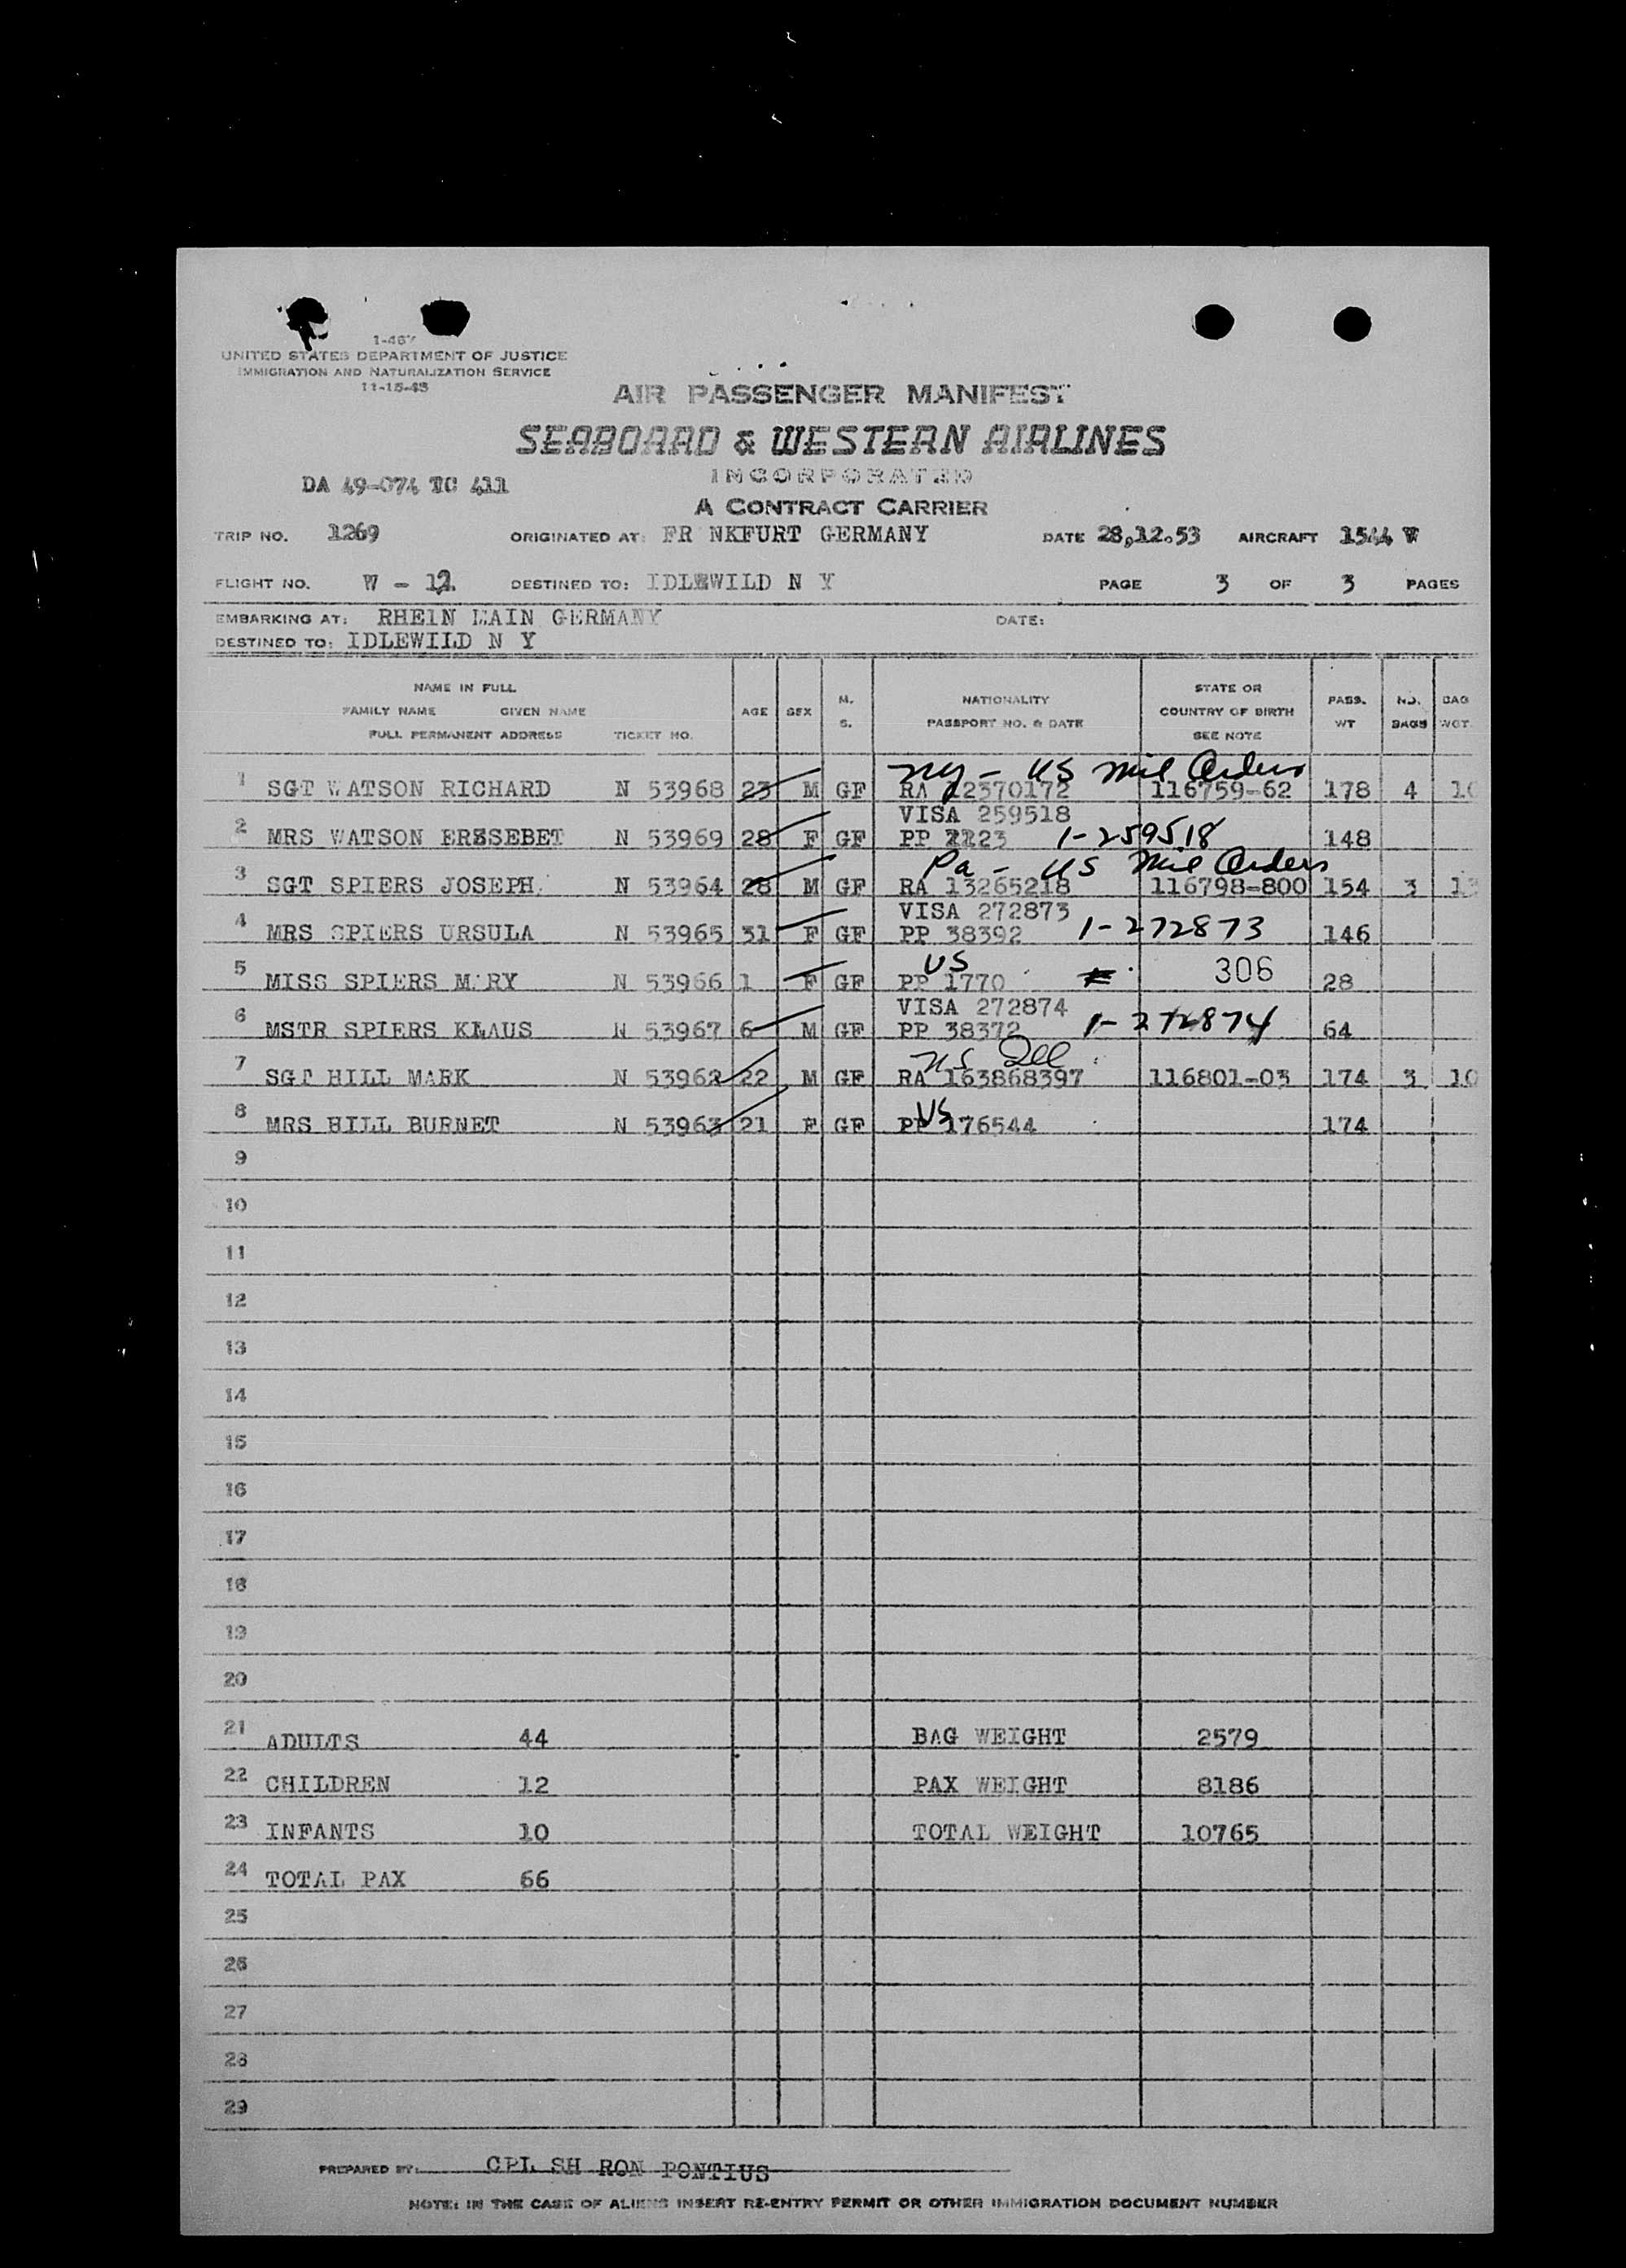 1-467
UNITED STATES DEPARTMENT OF JUSTICE
IMMIGRATION AND NATURALIZATION SERVICE
11-15-48
AIR PASSENGER MANIFEST
SEABOARD & WESTERN AIRLINES
INCORPORATED
DA 49-074 TC 411
A CONTRACT CARRIER
TRIP NO. 1269 ORIGINATED AT: FR NKFURT GERMANY DATE 28.12.53 AIRCRAFT 1544 V
FLIGHT NO. W - 12 DESTINED TO: IDLEWILD N Y PAGE 3 OF 3 PAGES
EMBARKING AT: RHEIN MAIN GERMANY DATE:
DESTINED TO: IDLEWILD N Y
NAME IN FULL
FAMILY NAME GIVEN NAME
FULL PERMANENT ADDRESS TICKET NO. AGE SEX M. S. NATIONALITY PASSPORT NO. & DATE STATE OR COUNTRY OF BIRTH SEE NOTE PASS. WT NO. BAGS BAG WGT.
NY - US Mil Orders
1 SGT WATSON RICHARD N 53968 23 M GF RA 12370172 116759-62 178 4 10
VISA 259518
2 MRS WATSON ERZSEBET N 53969 28 F GF PP 1123 1-259518 148
Pa - US Mil Orders
3 SGT SPIERS JOSEPH N 53964 28 M GF RA 13265218 116798-800 154 3 13
VISA 272873
4 MRS SPIERS URSULA N 53965 31 F GF PP 38392 1-272873 146
US
5 MISS SPIERS M RY N 53966 1 F GF PP 1770 306 28
VISA 272874
6 MSTR SPIERS KLAUS N 53967 6 M GF PP 38372 1-272874 64
US Ill
7 SGT HILL MARK N 53962 22 M GF RA 163868397 116801-03 174 3 10
US
8 MRS HILL BURNET N 53963 21 F GF PP 176544 174
9
10
11
12
13
14
15
16
17
18
19
20
21 ADULTS 44 BAG WEIGHT 2579
22 CHILDREN 12 PAX WEIGHT 8186
23 INFANTS 10 TOTAL WEIGHT 10765
24 TOTAL PAX 66
25
26
27
28
29
PREPARED BY: CPL SH RON PONTIUS
NOTE: IN THE CASE OF ALIENS INSERT RE-ENTRY PERMIT OR OTHER IMMIGRATION DOCUMENT NUMBER